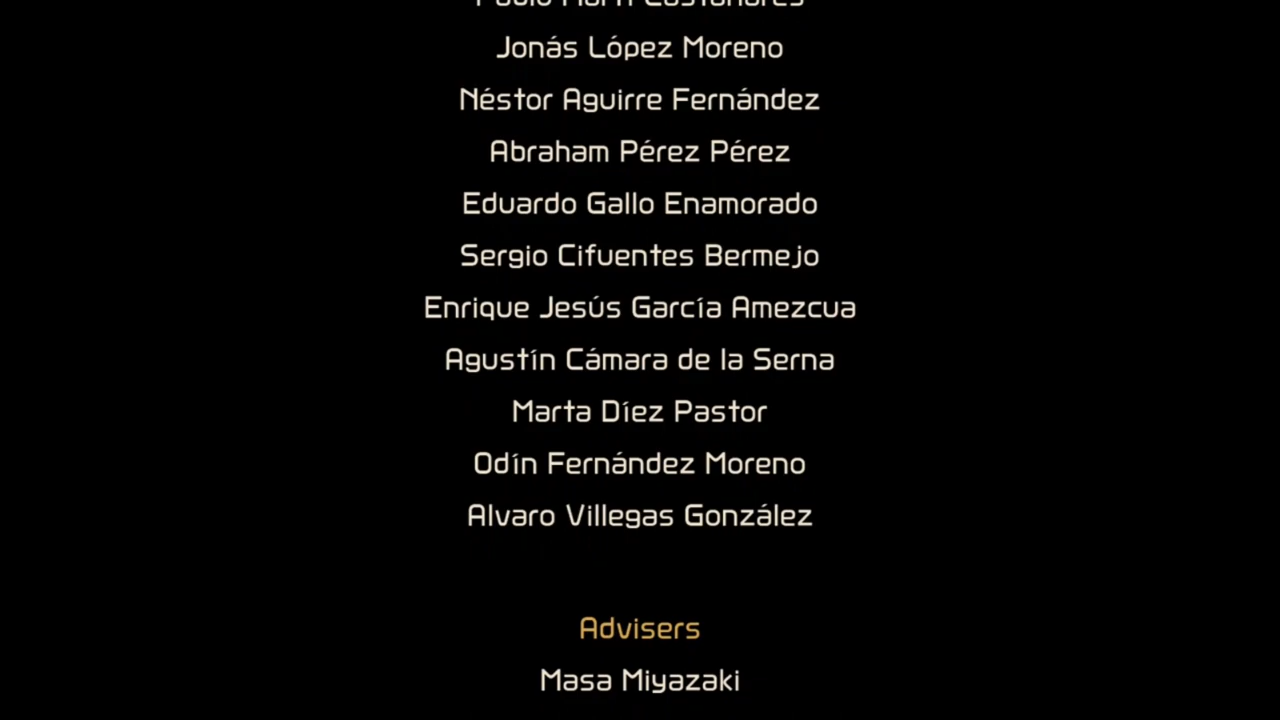 Jonás López Moreno
Néstor Aguirre Fernández
Abraham Pérez Pérez
Eduardo Gallo Enamorado
Sergio Cifuentes Bermejo
Enrique Jesús García Amezcua
Agustín Cámara de la Serna
Marta Díez Pastor
Odín Fernández Moreno
Alvaro Villegas González
Advisers
Masa Miyazaki